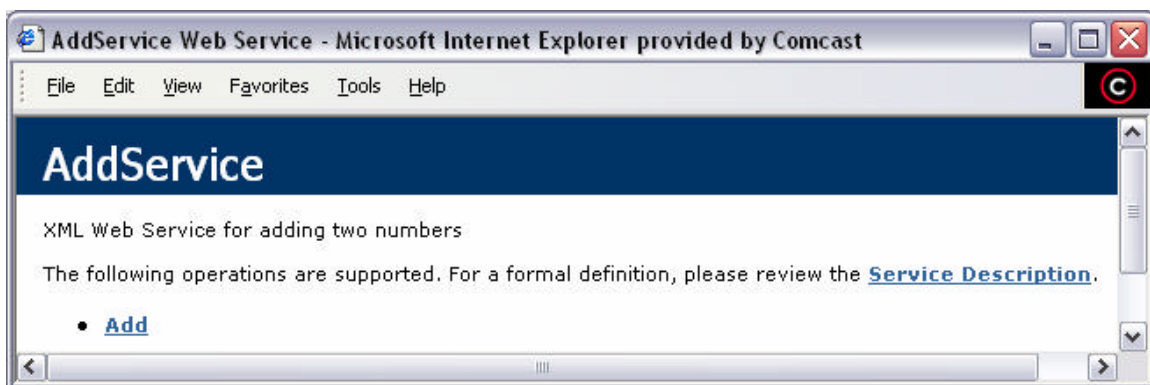 AddService Web Service - Microsoft Internet Explorer provided by Comcast
File Edit View Favorites Tools Help
C
AddService
XML Web Service for adding two numbers
The following operations are supported. For a formal definition, please review the Service Description.
• Add